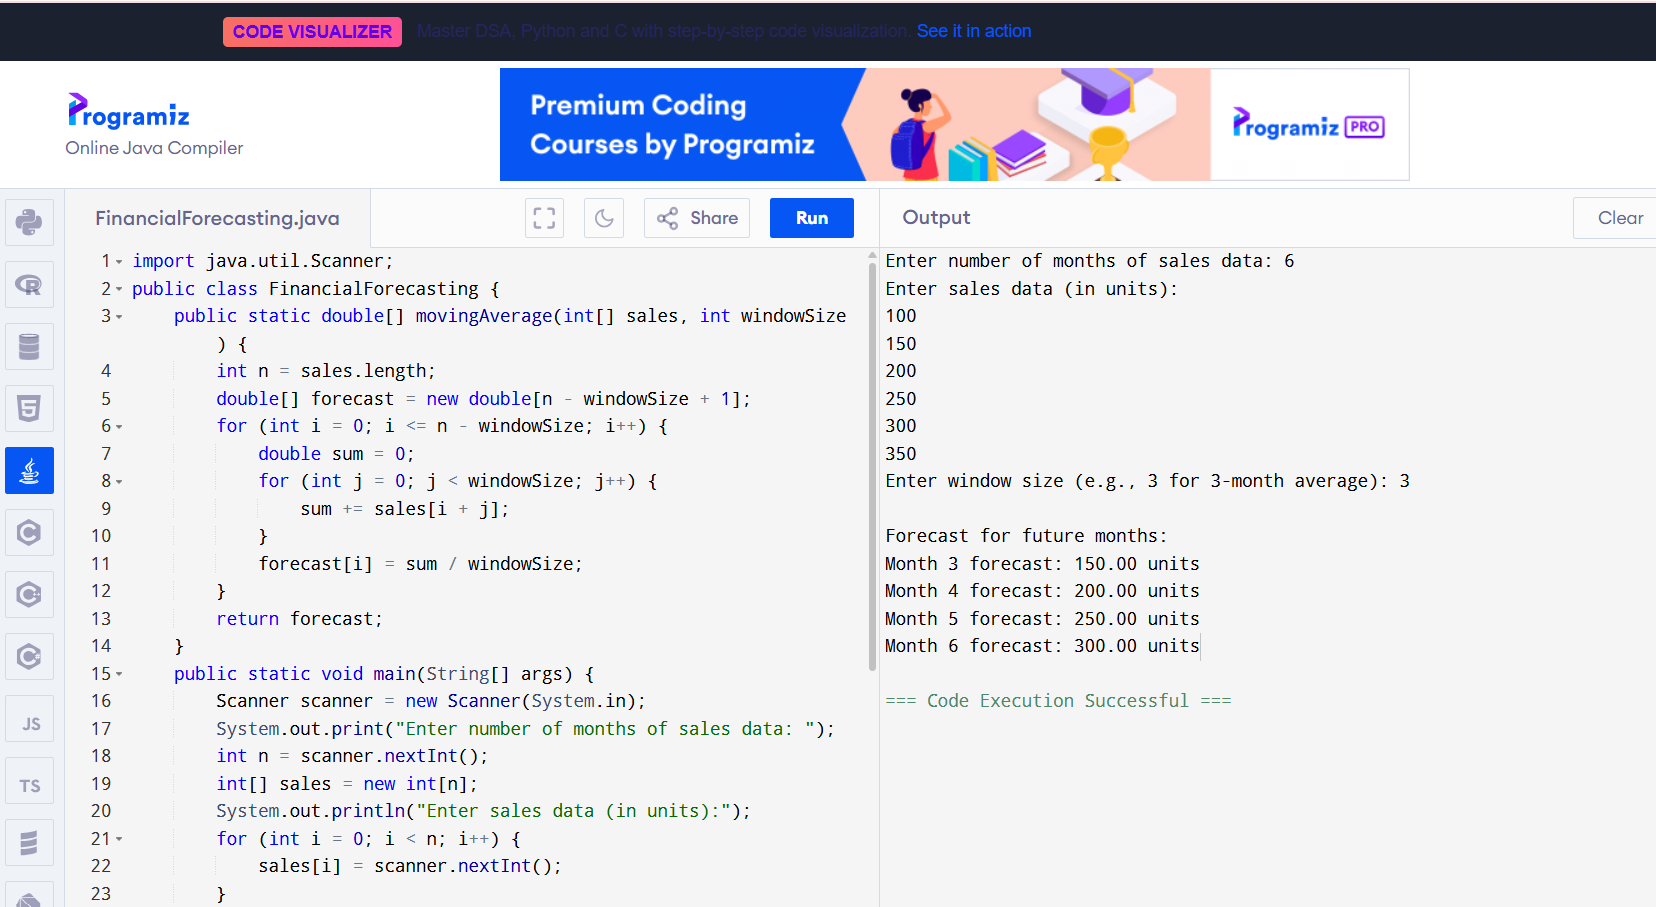 CODE VISUALIZER Master DSA, Python and C with step-by-step code visualization. See it in action
Programiz
Online Java Compiler
Premium Coding
Courses by Programiz
Programiz PRO
FinancialForecasting.java
Share
Run
Output
Clear
1 import java.util.Scanner;
2 public class FinancialForecasting {
3 public static double[] movingAverage(int[] sales, int windowSize
) {
4 int n = sales.length;
5 double[] forecast = new double[n - windowSize + 1];
6 for (int i = 0; i <= n - windowSize; i++) {
7 double sum = 0;
8 for (int j = 0; j < windowSize; j++) {
9 sum += sales[i + j];
10 }
11 forecast[i] = sum / windowSize;
12 }
13 return forecast;
14 }
15 public static void main(String[] args) {
16 Scanner scanner = new Scanner(System.in);
17 System.out.print("Enter number of months of sales data: ");
18 int n = scanner.nextInt();
19 int[] sales = new int[n];
20 System.out.println("Enter sales data (in units):");
21 for (int i = 0; i < n; i++) {
22 sales[i] = scanner.nextInt();
23 }
Enter number of months of sales data: 6
Enter sales data (in units):
100
150
200
250
300
350
Enter window size (e.g., 3 for 3-month average): 3
Forecast for future months:
Month 3 forecast: 150.00 units
Month 4 forecast: 200.00 units
Month 5 forecast: 250.00 units
Month 6 forecast: 300.00 units
=== Code Execution Successful ===
R
5
C
C
C
JS
TS